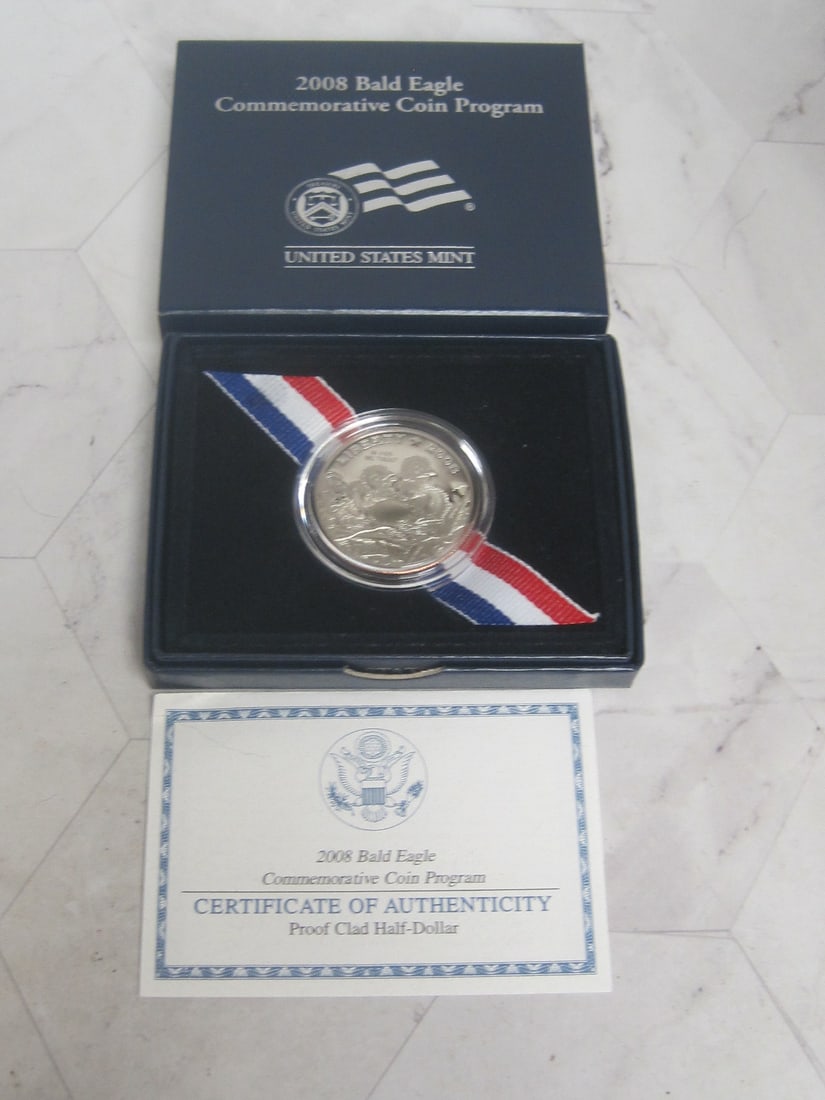 2008 Bald Eagle
Commemorative Coin Program
®
UNITED STATES MINT
LIBERTY 2008
2008 Bald Eagle
Commemorative Coin Program
CERTIFICATE OF AUTHENTICITY
Proof Clad Half-Dollar